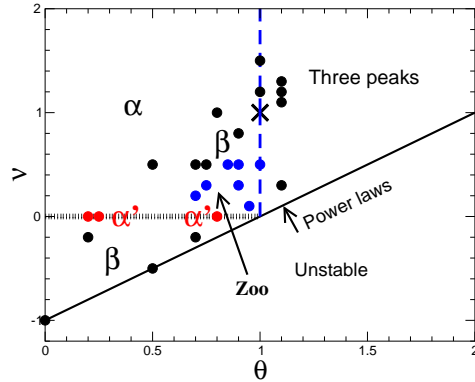 2
Three peaks
α
1
β
ν
0
α’
α’
Power laws
β
Unstable
Zoo
-1
0
0.5
1
1.5
2
θ